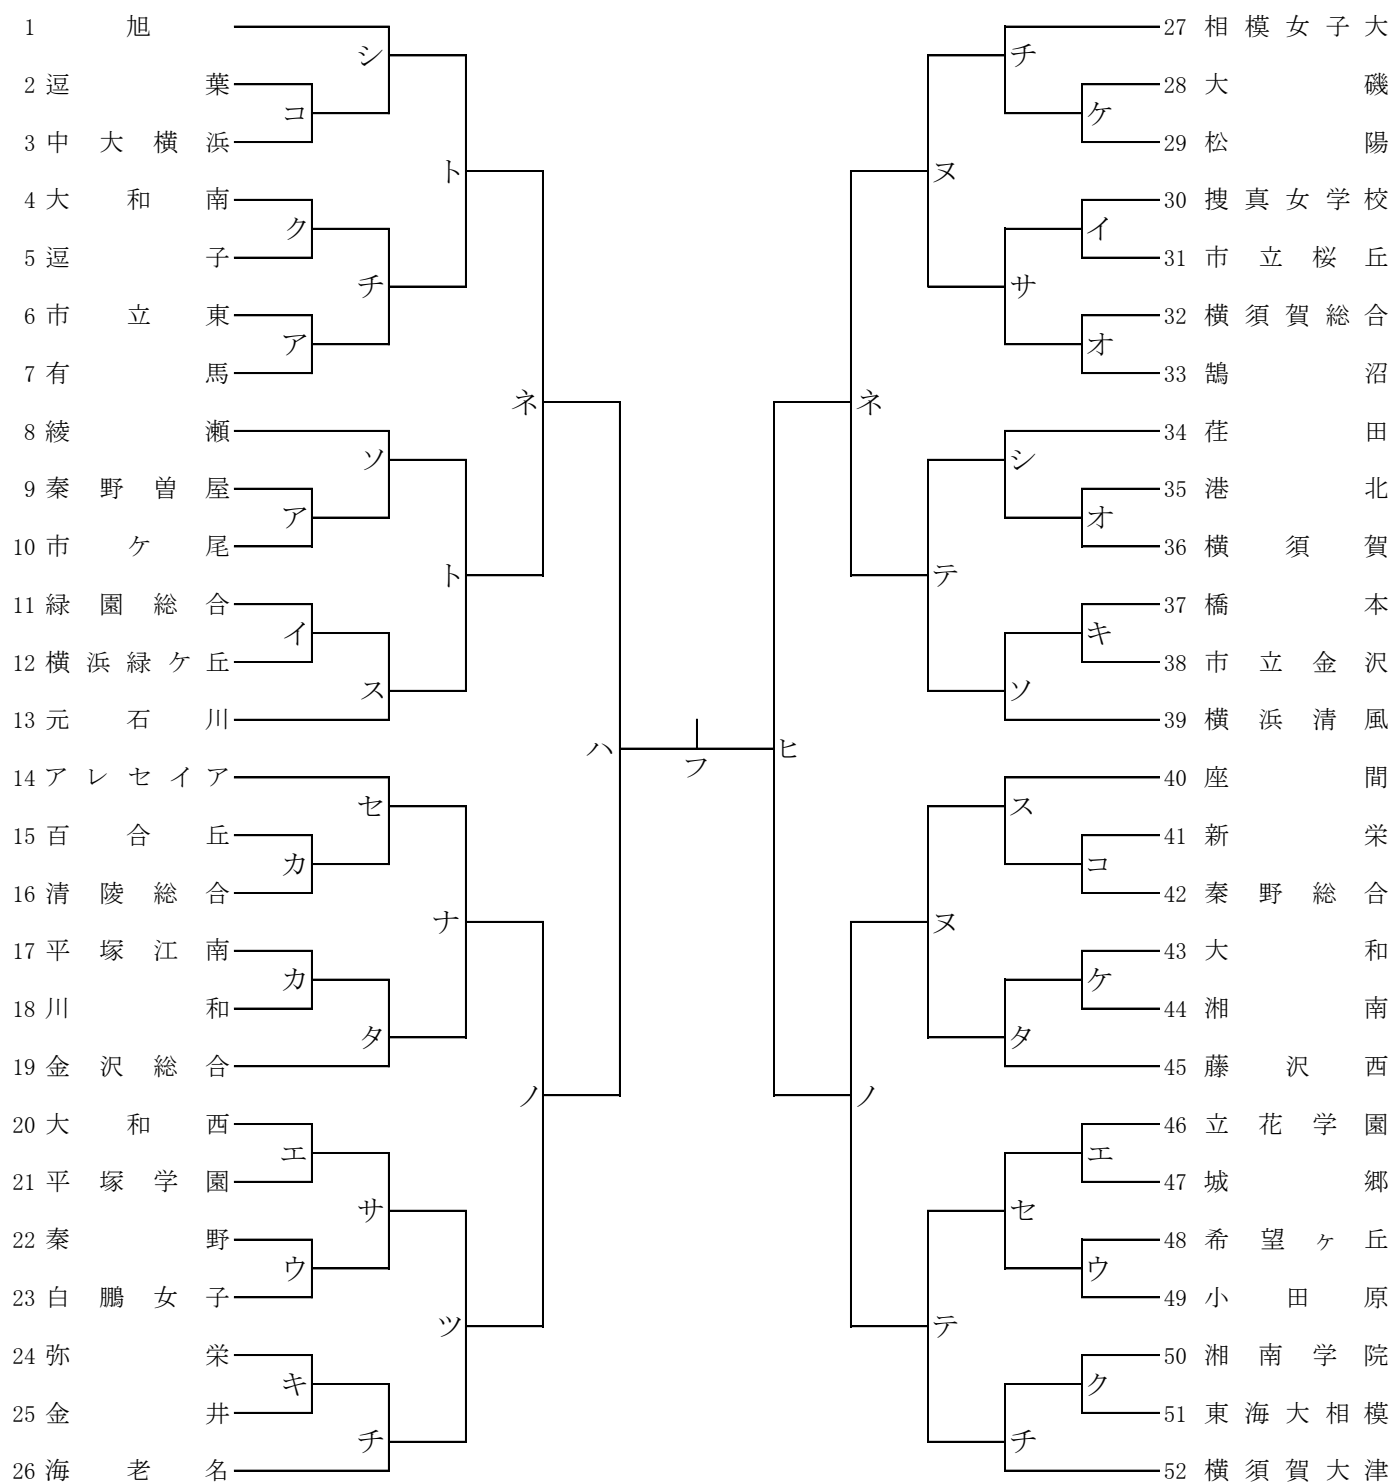 1 旭
シ
2 逗葉
コ
3 中大横浜
ト
4 大和南
ク
5 逗子
チ
6 市立東
ア
7 有馬
ネ
8 綾瀬
ソ
9 秦野曽屋
ア
10 市ケ尾
ト
11 緑園総合
イ
12 横浜緑ケ丘
ス
13 元石川
ハ
14 アレセイア
セ
15 百合丘
カ
16 清陵総合
ナ
17 平塚江南
カ
18 川和
タ
19 金沢総合
ノ
20 大和西
エ
21 平塚学園
サ
22 秦野
ウ
23 白鵬女子
ツ
24 弥栄
キ
25 金井
チ
26 海老名
フ
27 相模女子大
チ
28 大磯
ケ
29 松陽
ヌ
30 捜真女学校
イ
31 市立桜丘
サ
32 横須賀総合
オ
33 鵠沼
ネ
34 荏田
シ
35 港北
オ
36 横須賀
テ
37 橋本
キ
38 市立金沢
ソ
39 横浜清風
ヒ
40 座間
ス
41 新栄
コ
42 秦野総合
ヌ
43 大和
ケ
44 湘南
タ
45 藤沢西
ノ
46 立花学園
エ
47 城郷
セ
48 希望ヶ丘
ウ
49 小田原
テ
50 湘南学院
ク
51 東海大相模
チ
52 横須賀大津